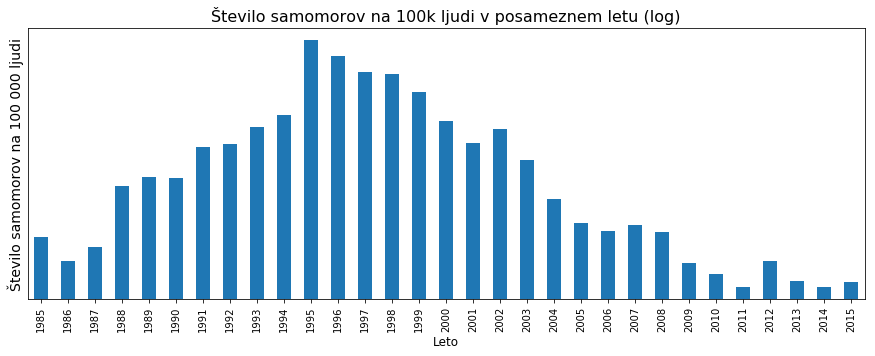 Število samomorov na 100k ljudi v posameznem letu (log)
Število samomorov na 100 000 ljudi
1985 1986 1987 1988 1989 1990 1991 1992 1993 1994 1995 1996 1997 1998 1999 2000 2001 2002 2003 2004 2005 2006 2007 2008 2009 2010 2011 2012 2013 2014 2015
Leto